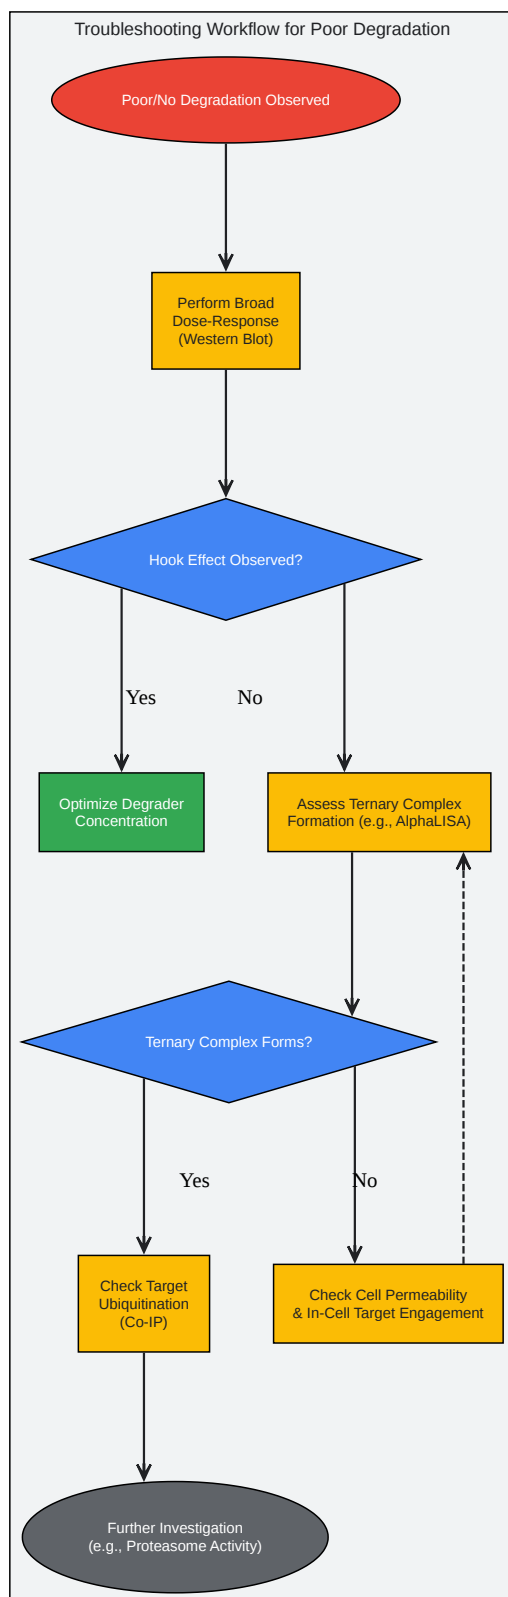 Troubleshooting Workflow for Poor Degradation
Poor/No Degradation Observed
Perform Broad
Dose-Response
(Western Blot)
Hook Effect Observed?
Yes
No
Optimize Degrader
Concentration
Assess Ternary Complex
Formation (e.g., AlphaLISA)
Ternary Complex Forms?
Yes
No
Check Target
Ubiquitination
(Co-IP)
Check Cell Permeability
& In-Cell Target Engagement
Further Investigation
(e.g., Proteasome Activity)